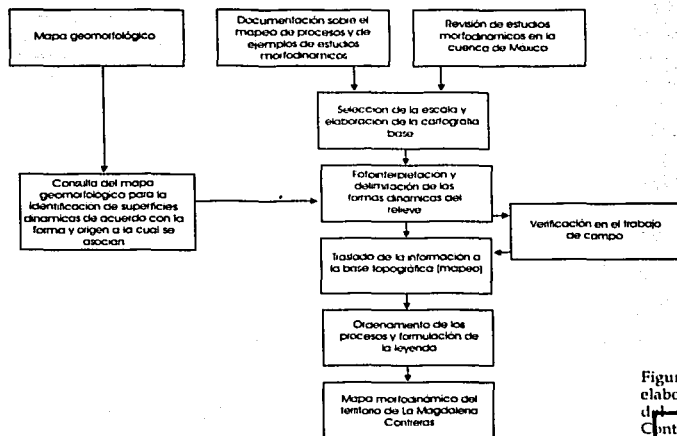 Mapa geomorfológico
Documentación sobre el
mapeo de procesos y de
ejemplos de estudios
morfodinámicos
Revisión de estudios
morfodinámicos en la
cuenca de México
Selección de la escala y
elaboración de la cartografía
base
Consulta del mapa
geomorfológico para la
identificación de superficies
dinámicas de acuerdo con la
forma y origen a la cual se
asocian
Fotointerpretación y
delimitación de las
formas dinámicas del
relieve
Verificación en el trabajo
de campo
Traslado de la información a
la base topográfica (mapeo)
Ordenamiento de los
procesos y formulación de
la leyenda
Mapa morfodinámico del
territorio de La Magdalena
Contreras
Figur
elabo
Cont